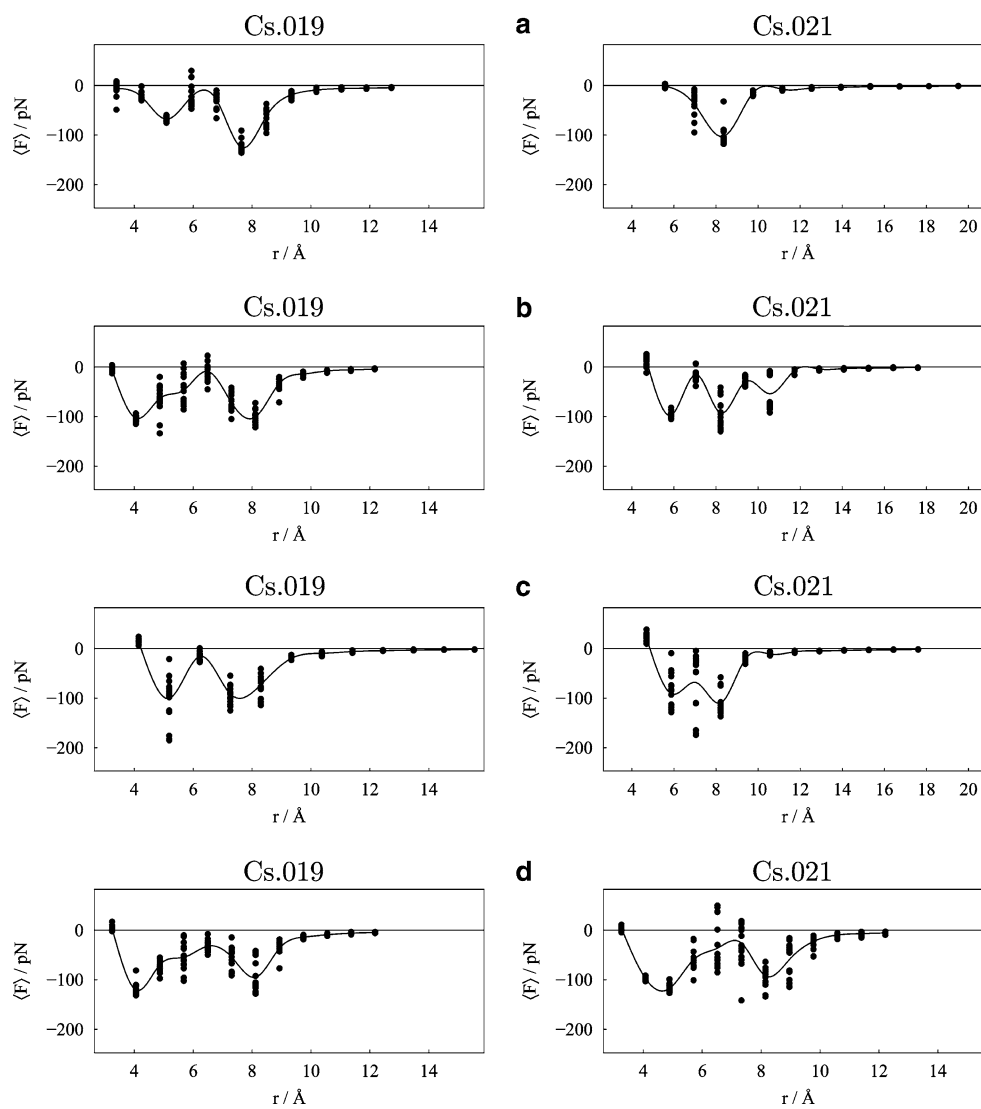 Cs.019 a Cs.021
⟨F⟩ / pN 0 −100 −200 ⟨F⟩ / pN 0 −100 −200
4 6 8 10 12 14 4 6 8 10 12 14 16 18 20
r / Å r / Å
Cs.019 b Cs.021
⟨F⟩ / pN 0 −100 −200 ⟨F⟩ / pN 0 −100 −200
4 6 8 10 12 14 4 6 8 10 12 14 16 18 20
r / Å r / Å
Cs.019 c Cs.021
⟨F⟩ / pN 0 −100 −200 ⟨F⟩ / pN 0 −100 −200
4 6 8 10 12 14 4 6 8 10 12 14 16 18 20
r / Å r / Å
Cs.019 d Cs.021
⟨F⟩ / pN 0 −100 −200 ⟨F⟩ / pN 0 −100 −200
4 6 8 10 12 14 4 6 8 10 12 14
r / Å r / Å